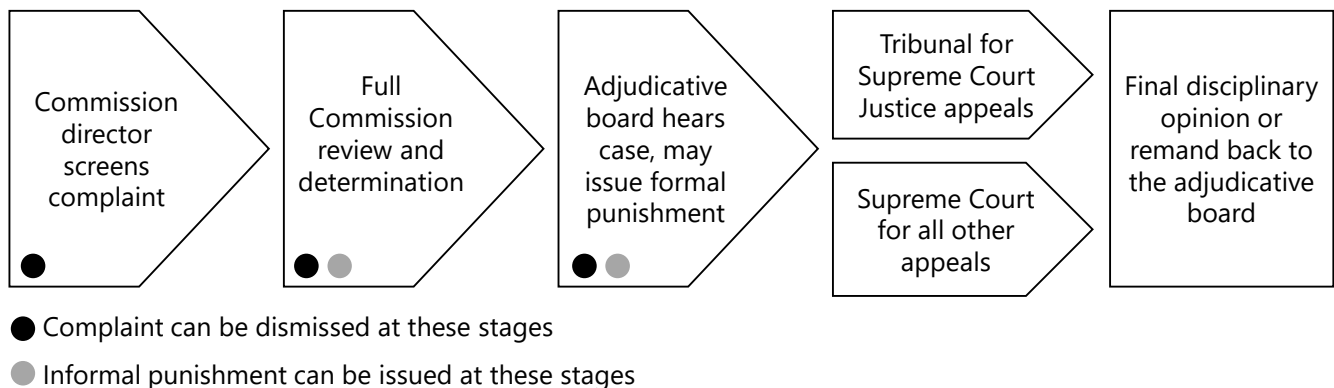 Commission
director
screens
complaint
Full
Commission
review and
determination
Adjudicative
board hears
case, may
issue formal
punishment
Tribunal for
Supreme Court
Justice appeals
Supreme Court
for all other
appeals
Final disciplinary
opinion or
remand back to
the adjudicative
board
Complaint can be dismissed at these stages
Informal punishment can be issued at these stages